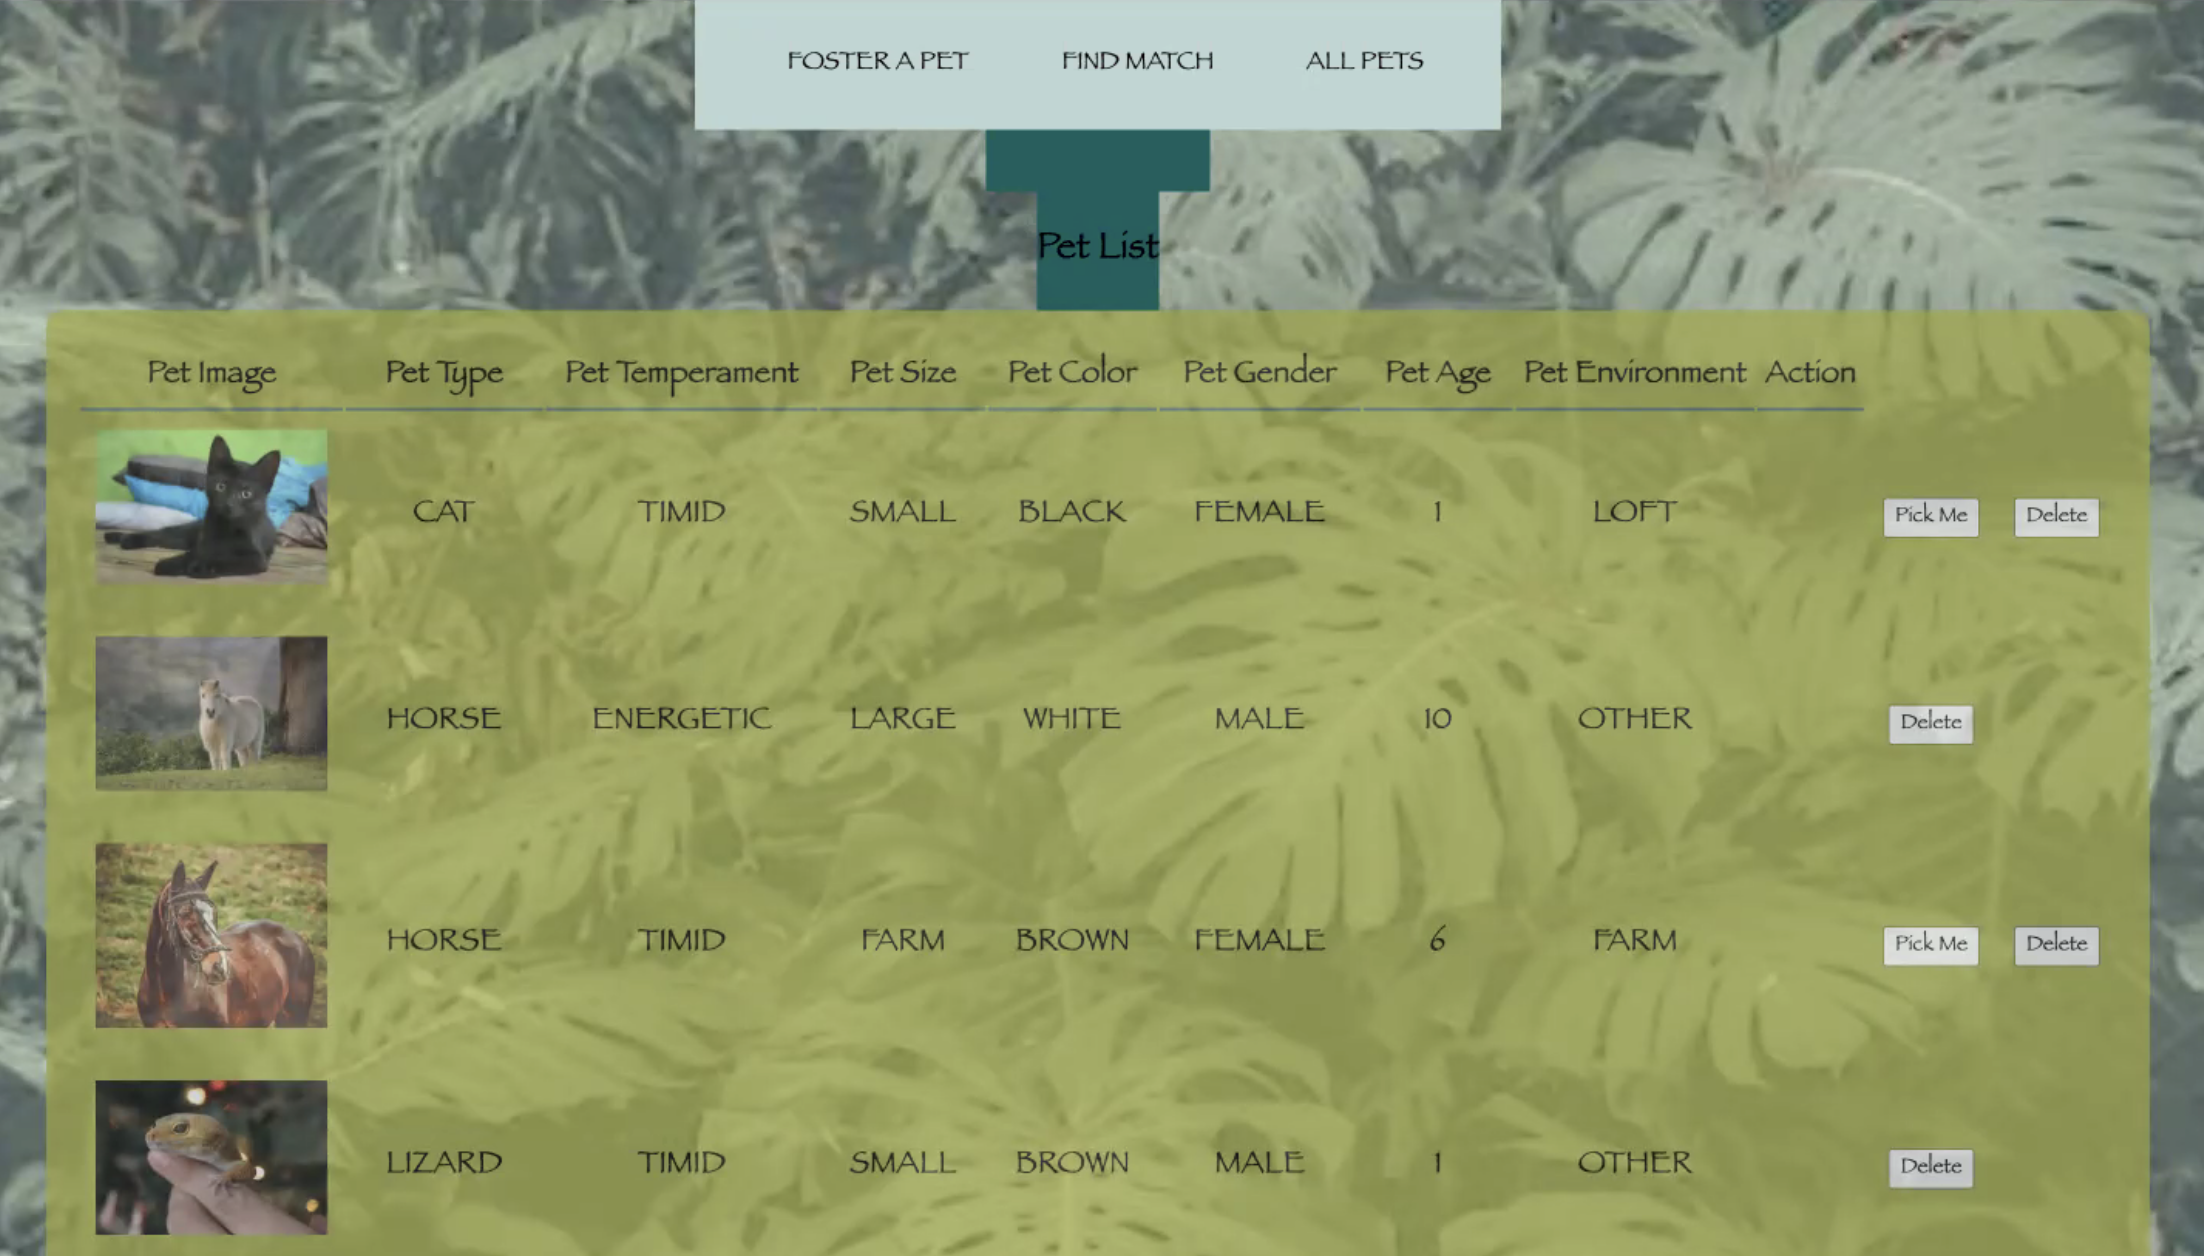 FOSTER A PET FIND MATCH ALL PETS
Pet List
Pet Image Pet Type Pet Temperament Pet Size Pet Color Pet Gender Pet Age Pet Environment Action
CAT TIMID SMALL BLACK FEMALE 1 LOFT Pick Me Delete
HORSE ENERGETIC LARGE WHITE MALE 10 OTHER Delete
HORSE TIMID FARM BROWN FEMALE 6 FARM Pick Me Delete
LIZARD TIMID SMALL BROWN MALE 1 OTHER Delete